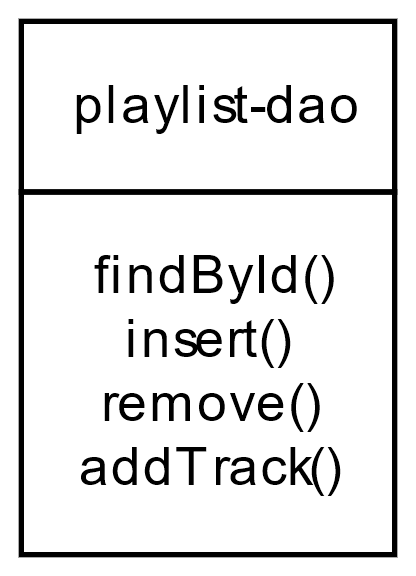 playlist-dao
findById()
insert()
remove()
addTrack()